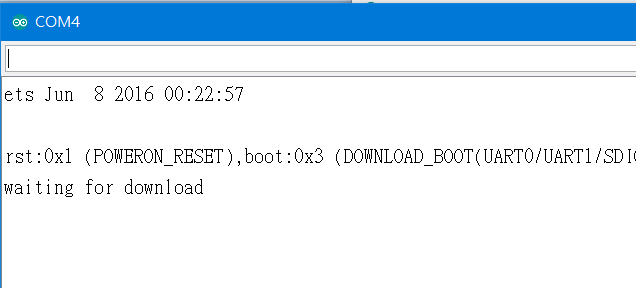 COM4
ets Jun  8 2016 00:22:57
rst:0x1 (POWERON_RESET),boot:0x3 (DOWNLOAD_BOOT(UART0/UART1/SDI
waiting for download